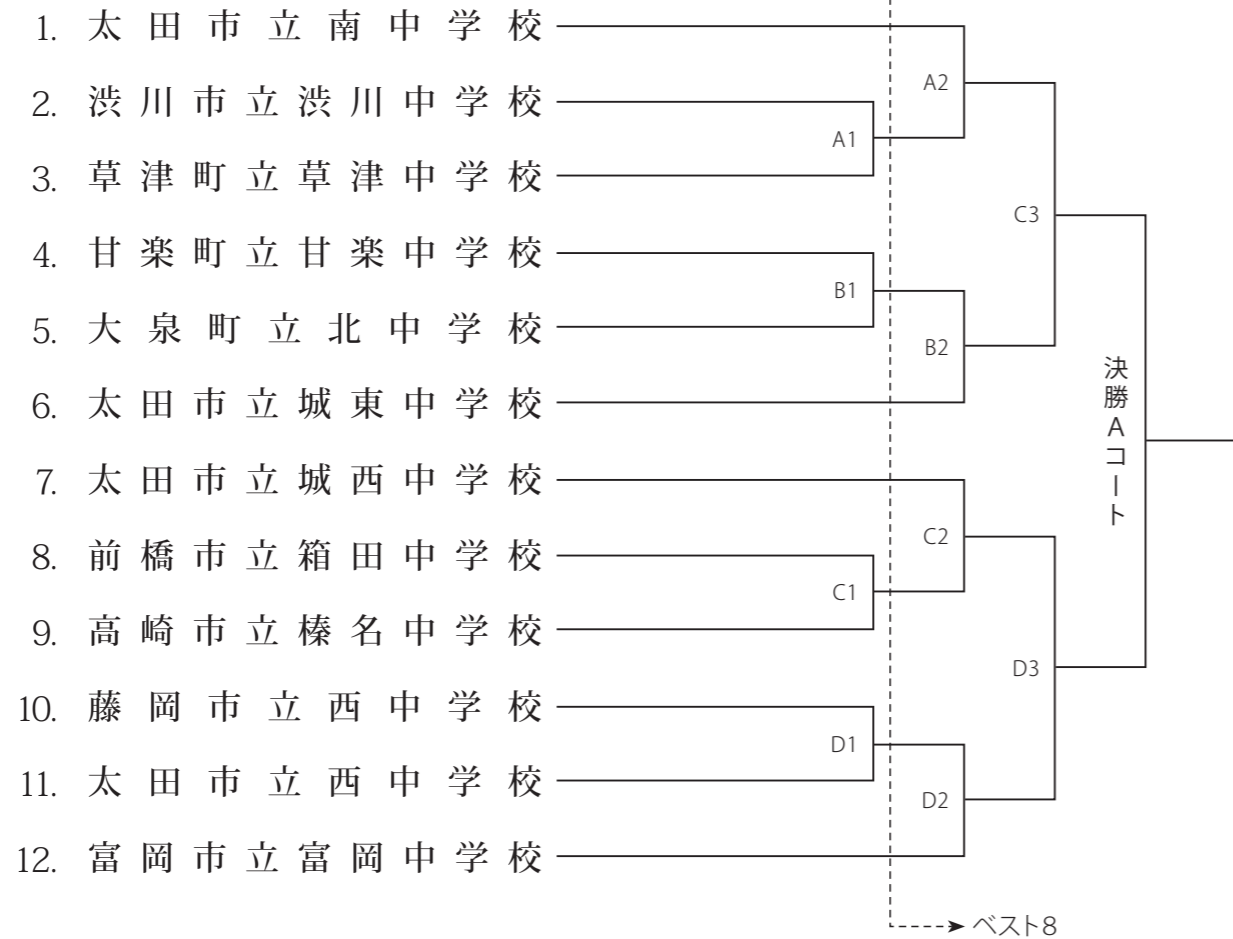 1. 太田市立南中学校
2. 渋川市立渋川中学校
3. 草津町立草津中学校
4. 甘楽町立甘楽中学校
5. 大泉町立北中学校
6. 太田市立城東中学校
7. 太田市立城西中学校
8. 前橋市立箱田中学校
9. 高崎市立榛名中学校
10. 藤岡市立西中学校
11. 太田市立西中学校
12. 富岡市立富岡中学校
A1
B1
C1
D1
A2
B2
C2
D2
C3
D3
決勝Aコート
ベスト8